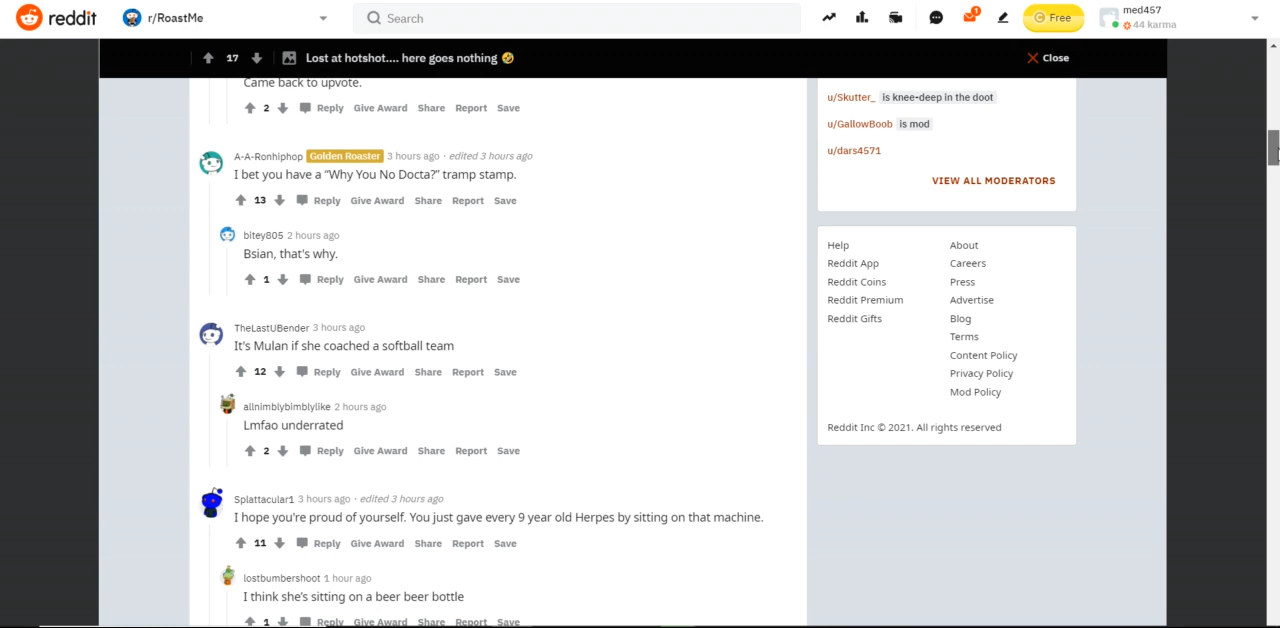 reddit r/RoastMe Search Free med457
44 karma
1
17 Lost at hotshot.... here goes nothing 🤣 Close
Came back to upvote.
2 Reply Give Award Share Report Save
A-A-Ronhiphop Golden Roaster 3 hours ago · edited 3 hours ago
I bet you have a “Why You No Docta?” tramp stamp.
13 Reply Give Award Share Report Save
bitey805 2 hours ago
Bsian, that's why.
1 Reply Give Award Share Report Save
TheLastUBender 3 hours ago
It's Mulan if she coached a softball team
12 Reply Give Award Share Report Save
allnimblybimblylike 2 hours ago
Lmfao underrated
2 Reply Give Award Share Report Save
Splattacular1 3 hours ago · edited 3 hours ago
I hope you're proud of yourself. You just gave every 9 year old Herpes by sitting on that machine.
11 Reply Give Award Share Report Save
lostbumbershoot 1 hour ago
I think she's sitting on a beer beer bottle
1 Reply Give Award Share Report Save
u/Skutter_ is knee-deep in the doot
u/GallowBoob is mod
u/dars4571
VIEW ALL MODERATORS
Help About
Reddit App Careers
Reddit Coins Press
Reddit Premium Advertise
Reddit Gifts Blog
Terms
Content Policy
Privacy Policy
Mod Policy
Reddit Inc © 2021. All rights reserved